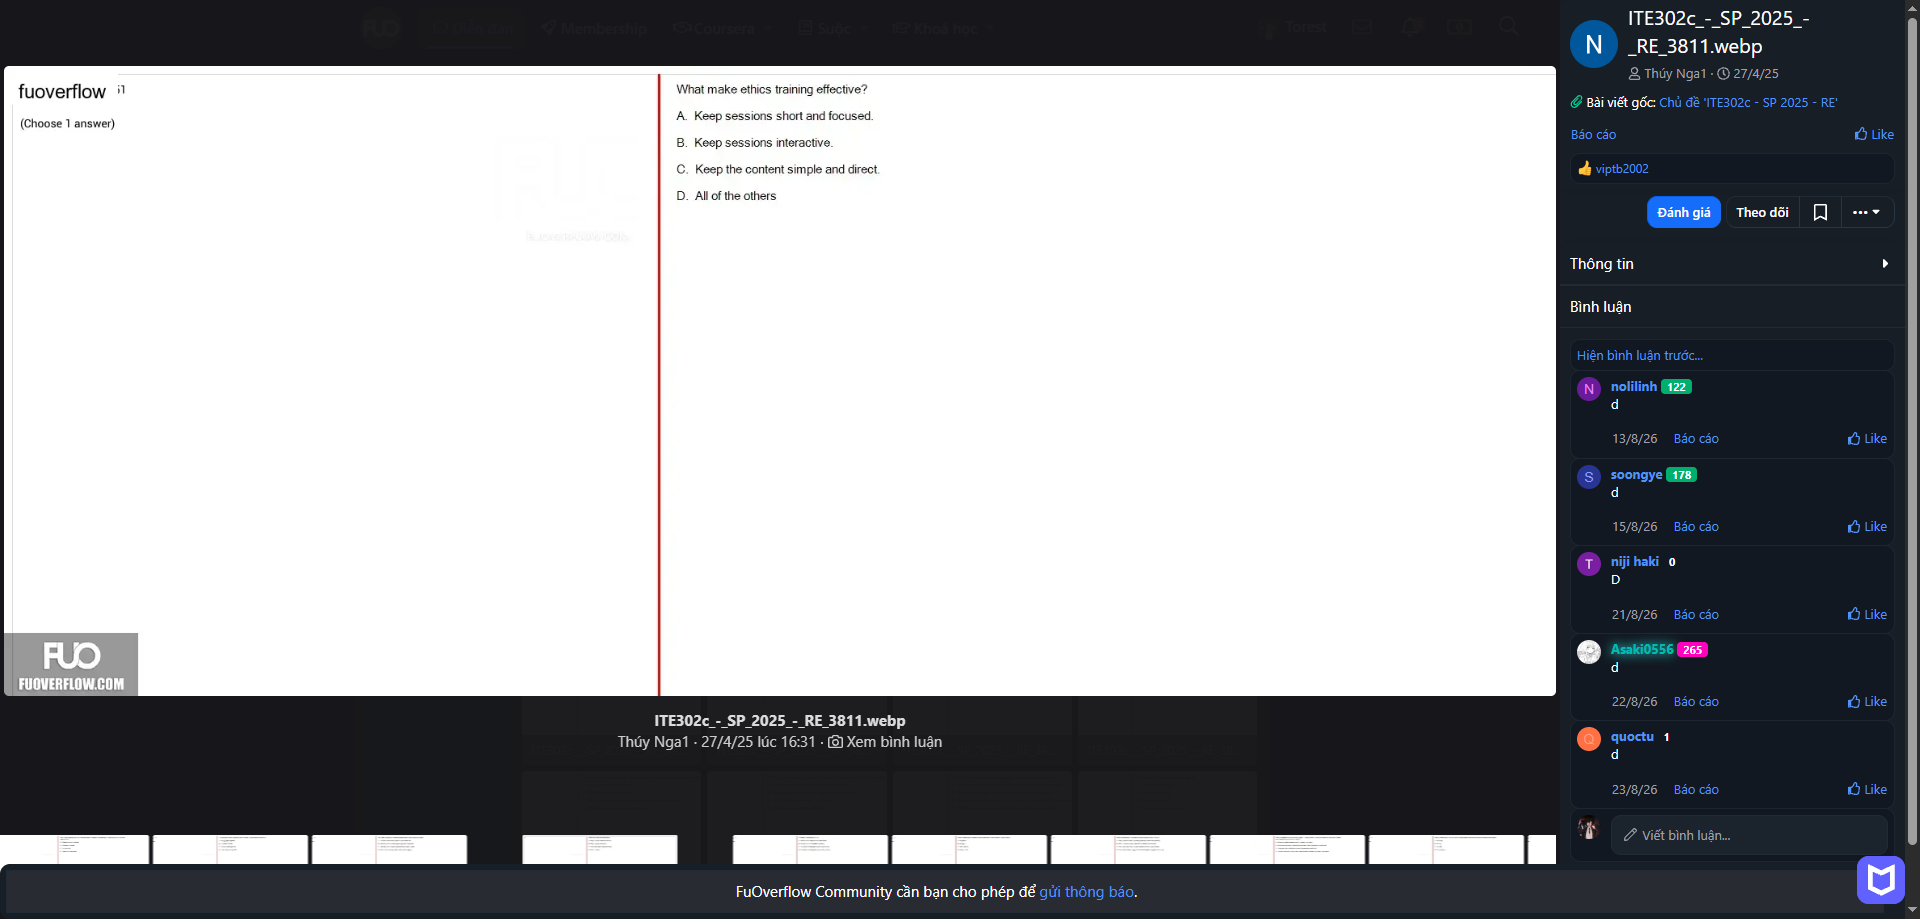 Membership
Coursera
Torest
fuoverflow
51
(Choose 1 answer)
What make ethics training effective?
A. Keep sessions short and focused.
B. Keep sessions interactive.
C. Keep the content simple and direct.
D. All of the others
FUO
FUOVERFLOW.COM
ITE302c_-_SP_2025_-_RE_3811.webp
Thúy Nga1 · 27/4/25 lúc 16:31 · Xem bình luận
FuOverflow Community cần bạn cho phép để gửi thông báo.
N
ITE302c_-_SP_2025_-
_RE_3811.webp
Thúy Nga1 · 27/4/25
Bài viết gốc: Chủ đề 'ITE302c - SP 2025 - RE'
Báo cáo Like
viptb2002
Đánh giá Theo dõi
Thông tin
Bình luận
Hiện bình luận trước...
N nolilinh 122
d
13/8/26 Báo cáo Like
S soongye 178
d
15/8/26 Báo cáo Like
T niji haki 0
D
21/8/26 Báo cáo Like
Asaki0556 265
d
22/8/26 Báo cáo Like
Q quoctu 1
d
23/8/26 Báo cáo Like
Viết bình luận...